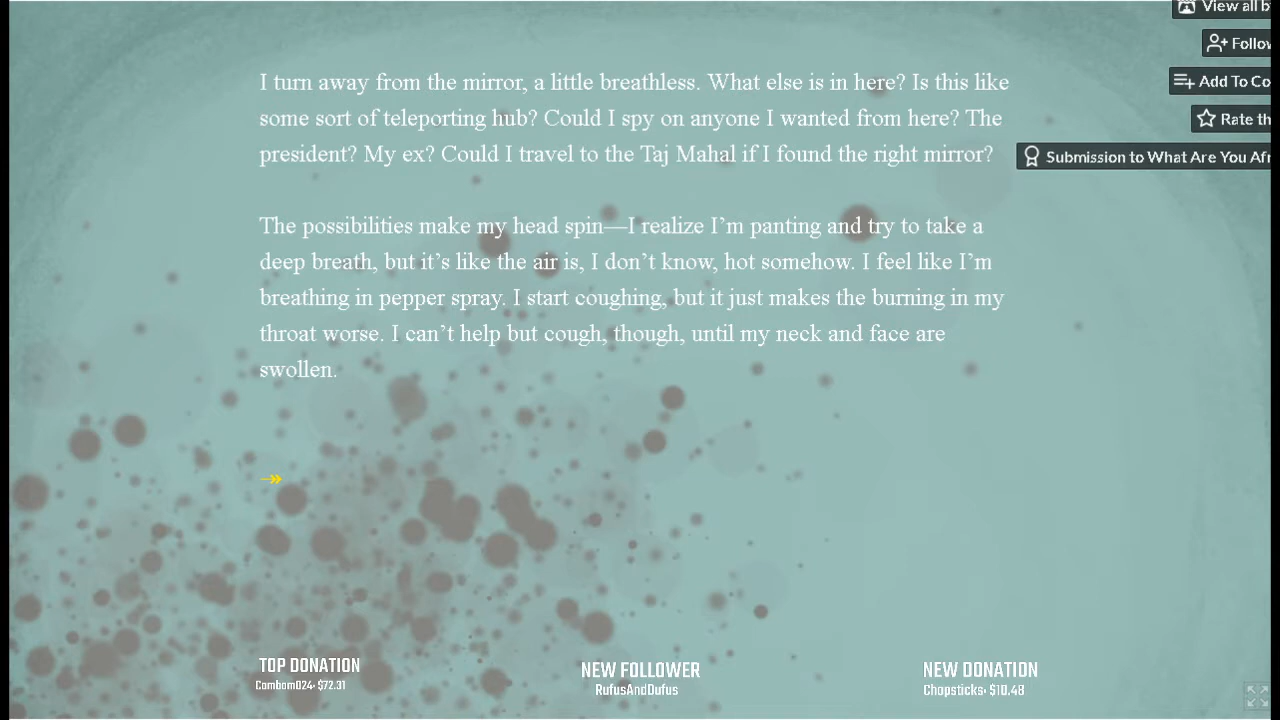 View all b
Follow
Add To Co
Rate th
Submission to What Are You Afr
I turn away from the mirror, a little breathless. What else is in here? Is this like
some sort of teleporting hub? Could I spy on anyone I wanted from here? The
president? My ex? Could I travel to the Taj Mahal if I found the right mirror?
The possibilities make my head spin—I realize I’m panting and try to take a
deep breath, but it’s like the air is, I don’t know, hot somehow. I feel like I’m
breathing in pepper spray. I start coughing, but it just makes the burning in my
throat worse. I can’t help but cough, though, until my neck and face are
swollen.
TOP DONATION
Cambam024: $72.31
NEW FOLLOWER
RufusAndDufus
NEW DONATION
Chopsticks: $10.48